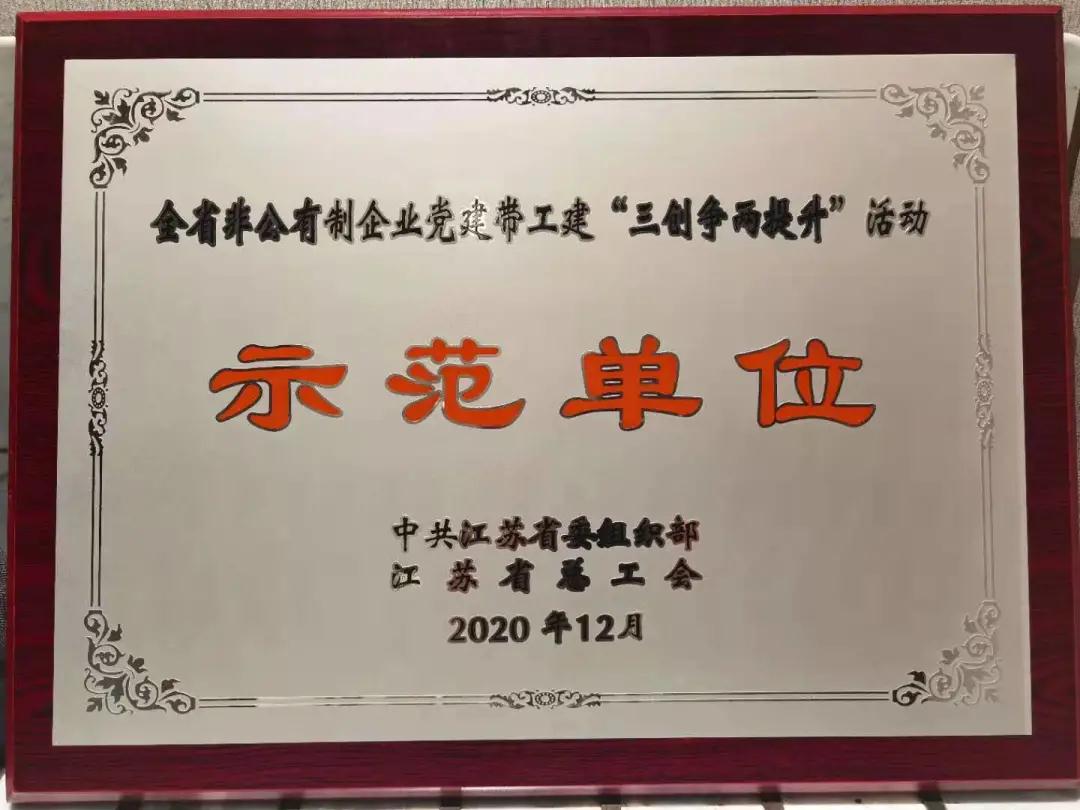 全省非公有制企业党建带工建“三创争两提升”活动
示范单位
中共江苏省委组织部
江苏省总工会
2020年12月